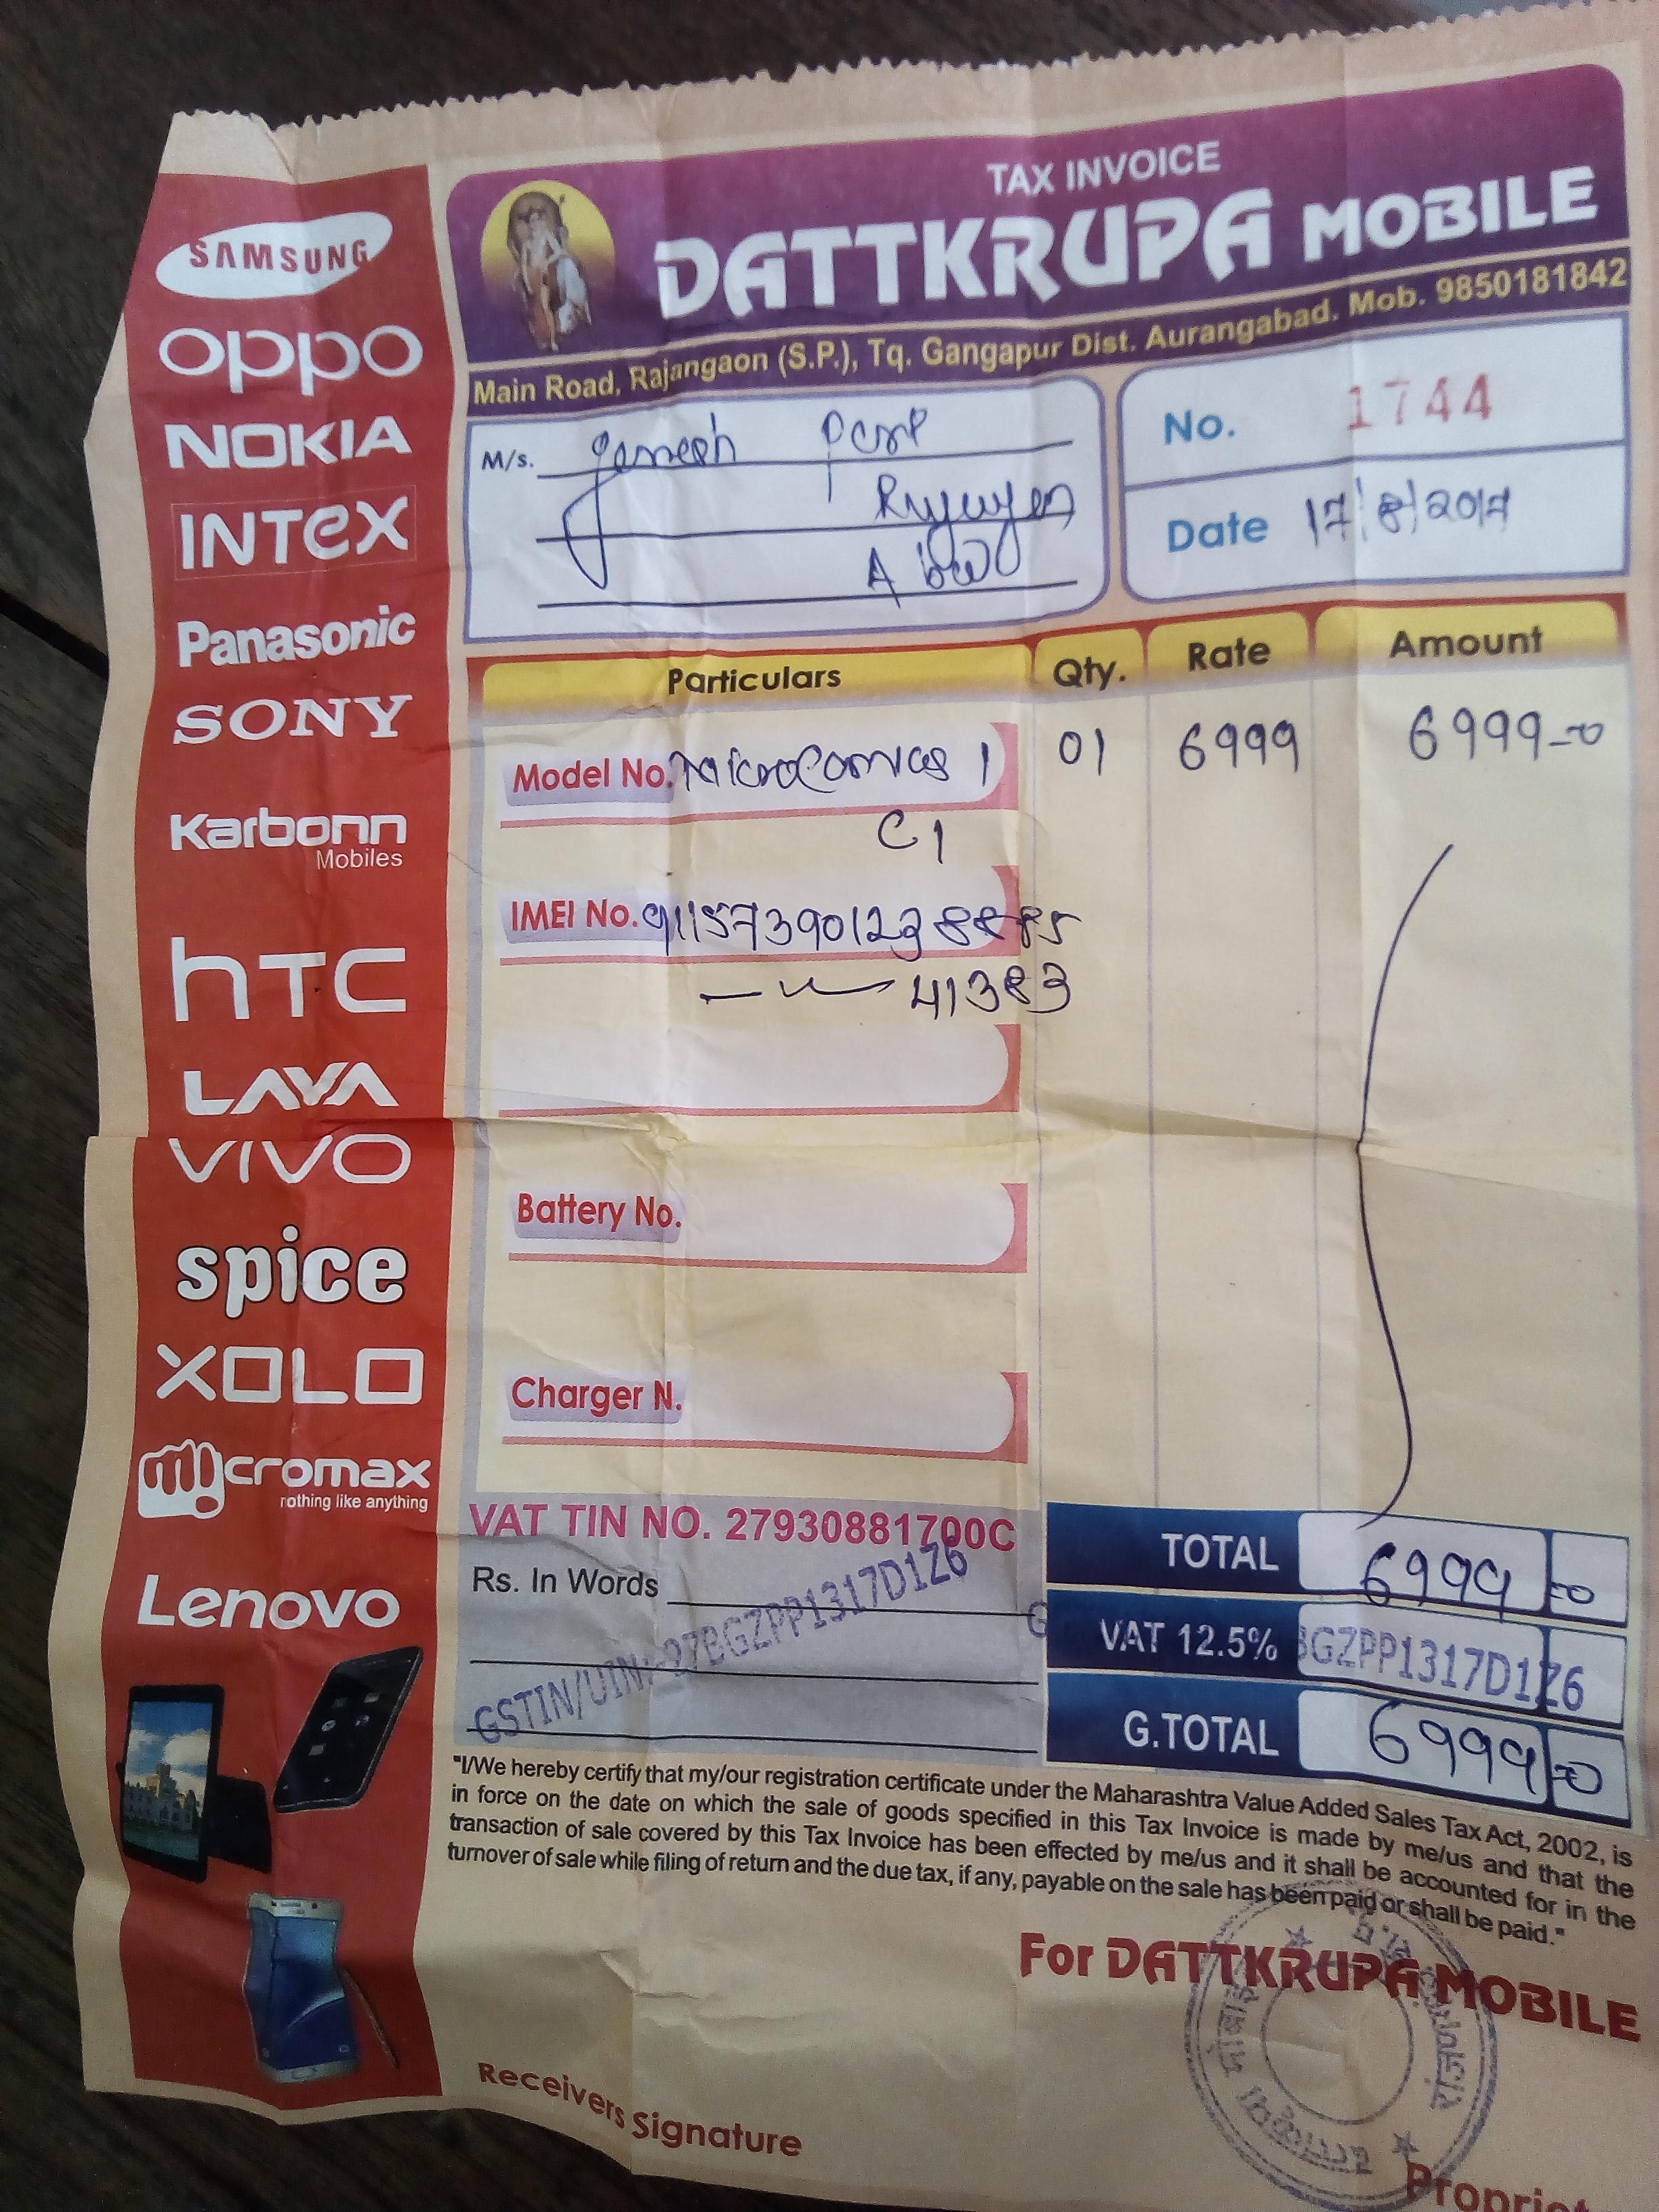 TAX INVOICE
DATTKRUPA MOBILE
Main Road, Rajangaon (S.P.), Tq. Gangapur Dist. Aurangabad. Mob. 9850181842
SAMSUNG
oppo
NOKIA
INTEX
Panasonic
SONY
Karbonn
Mobiles
hTC
LAVA
VIVO
spice
XOLO
micromax
nothing like anything
Lenovo
M/s. ganesh
No. 1744
Date 17/8/2017
Particulars Qty. Rate Amount
Model No. 01 6999 6999-00
C1
IMEI No.
41383
Battery No.
Charger N.
VAT TIN NO. 27930881700C
Rs. In Words
GSTIN/UIN:-27BGZPP1317D1Z6
TOTAL 6999-00
VAT 12.5% BGZPP1317D1Z6
G.TOTAL 6999-00
"I/We hereby certify that my/our registration certificate under the Maharashtra Value Added Sales Tax Act, 2002, is
in force on the date on which the sale of goods specified in this Tax Invoice is made by me/us and that the
transaction of sale covered by this Tax Invoice has been effected by me/us and it shall be accounted for in the
turnover of sale while filing of return and the due tax, if any, payable on the sale has been paid or shall be paid."
For DATTKRUPA MOBILE
Receivers Signature